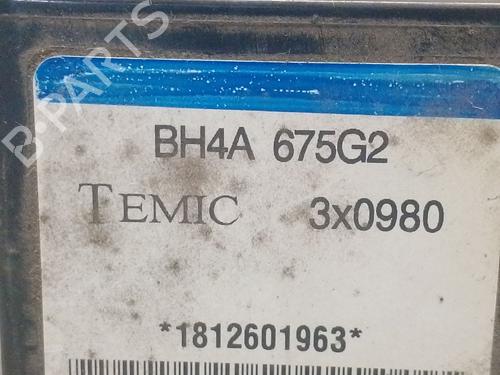 B-PARTS
BH4A 675G2
TEMIC 3x0980
*1812601963*